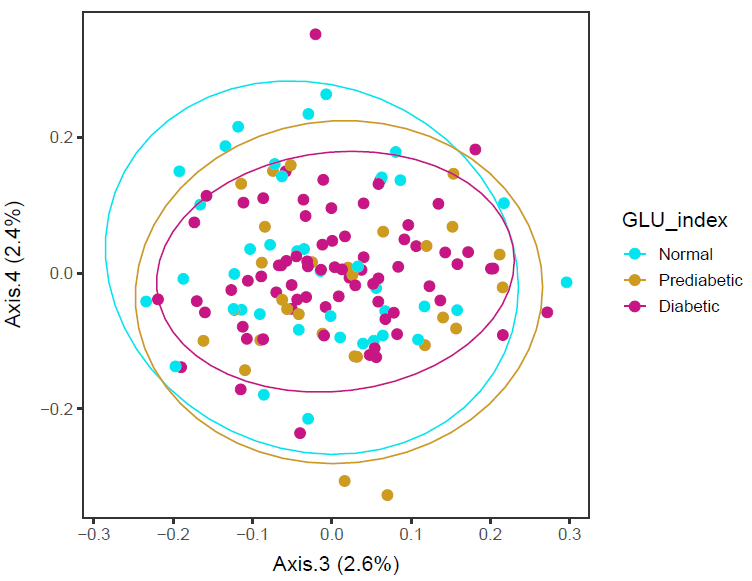 0.2
0.0
−0.2
Axis.4 (2.4%)
−0.3 −0.2 −0.1 0.0 0.1 0.2 0.3
Axis.3 (2.6%)
GLU_index
Normal
Prediabetic
Diabetic